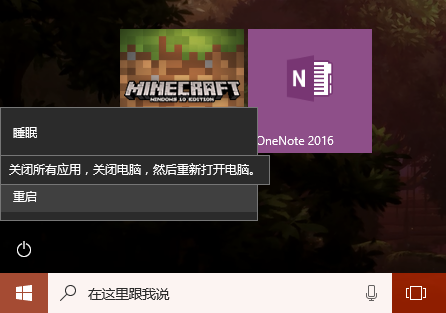 MINECRAFT
WINDOWS 10 EDITION
N
OneNote 2016
睡眠
关闭所有应用，关闭电脑，然后重新打开电脑。
重启
在这里跟我说